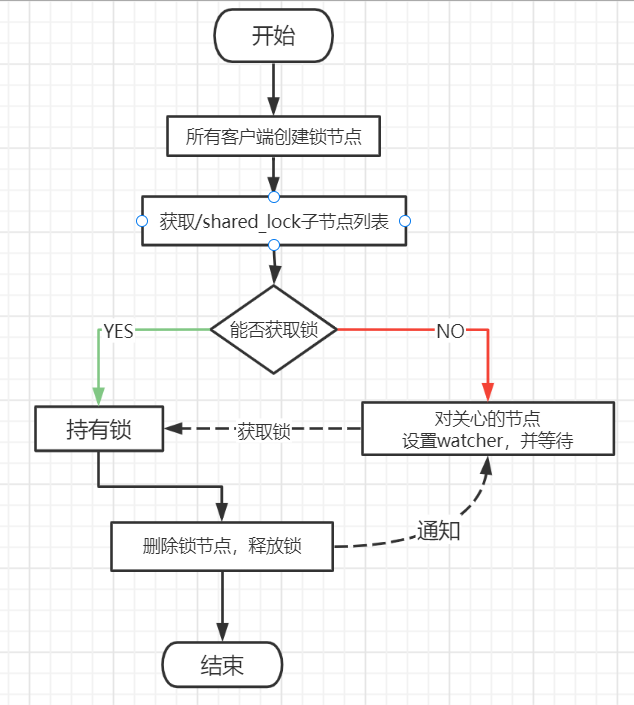 开始
所有客户端创建锁节点
获取/shared_lock子节点列表
能否获取锁
YES
NO
持有锁
获取锁
对关心的节点
设置watcher，并等待
删除锁节点，释放锁
通知
结束